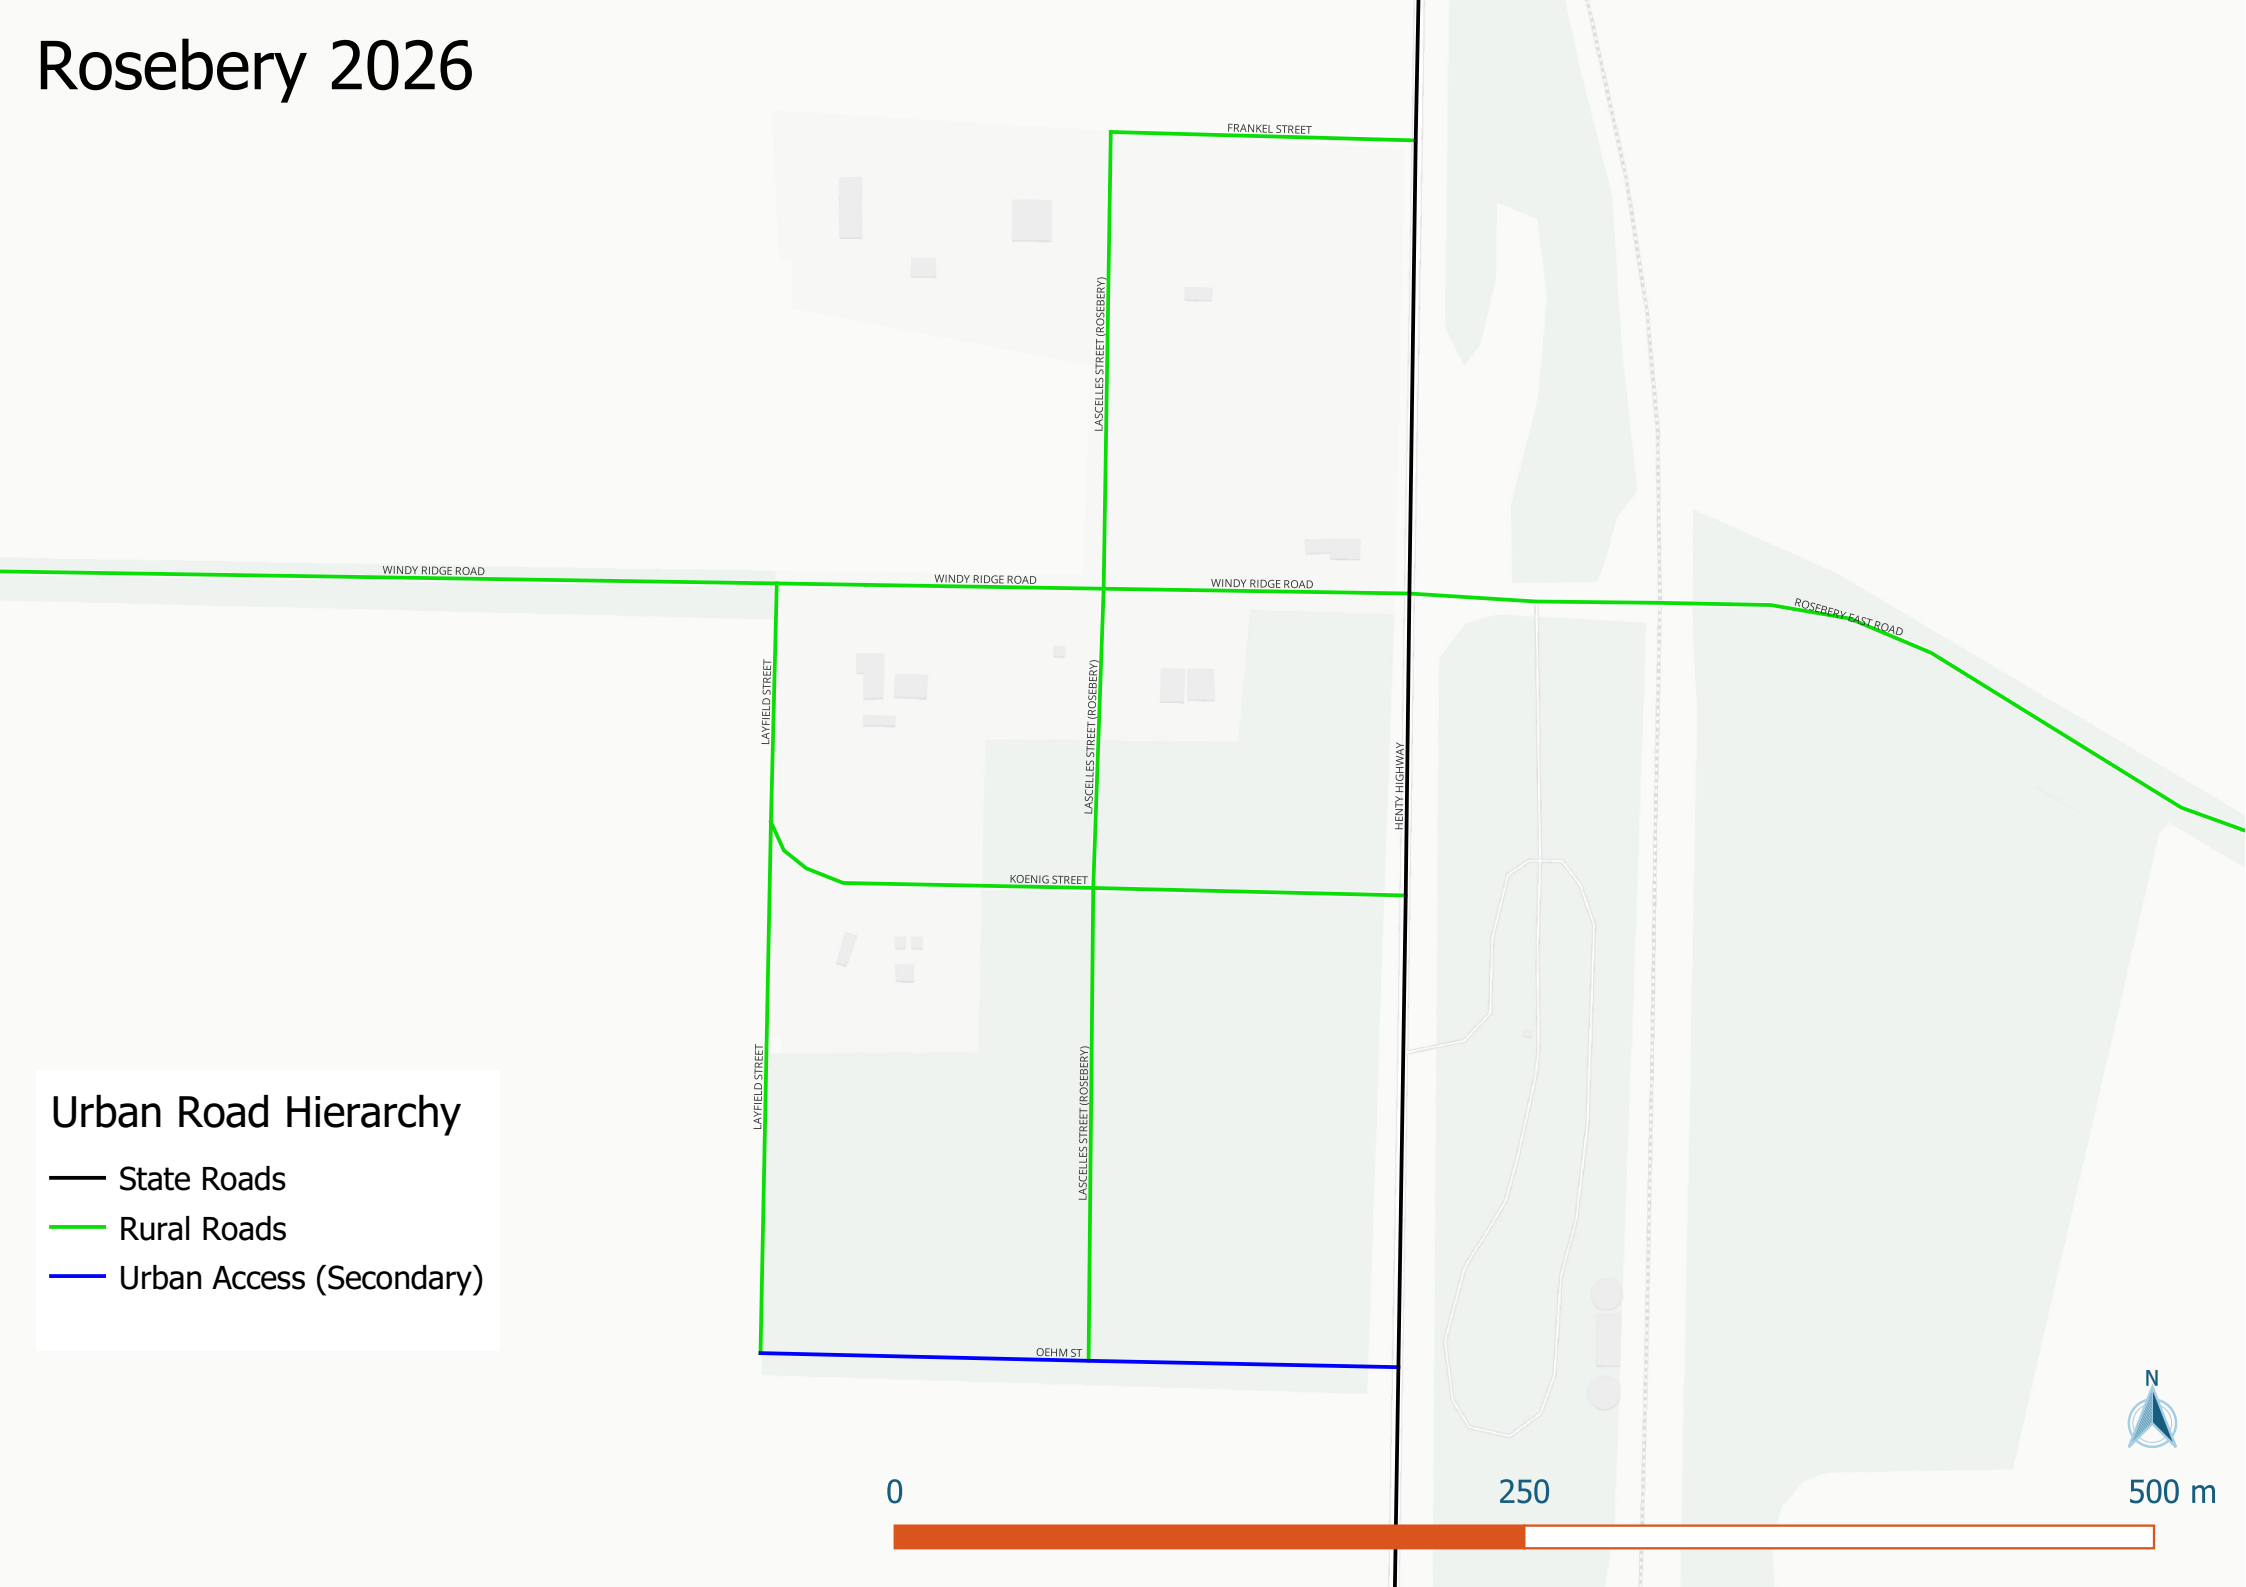 Rosebery 2026
FRANKEL STREET
LASCELLES STREET (ROSEBERY)
WINDY RIDGE ROAD
WINDY RIDGE ROAD
WINDY RIDGE ROAD
ROSEBERY EAST ROAD
LAYFIELD STREET
LASCELLES STREET (ROSEBERY)
HENTY HIGHWAY
KOENIG STREET
LAYFIELD STREET
LASCELLES STREET (ROSEBERY)
OEHM ST
Urban Road Hierarchy
State Roads
Rural Roads
Urban Access (Secondary)
N
0
250
500 m